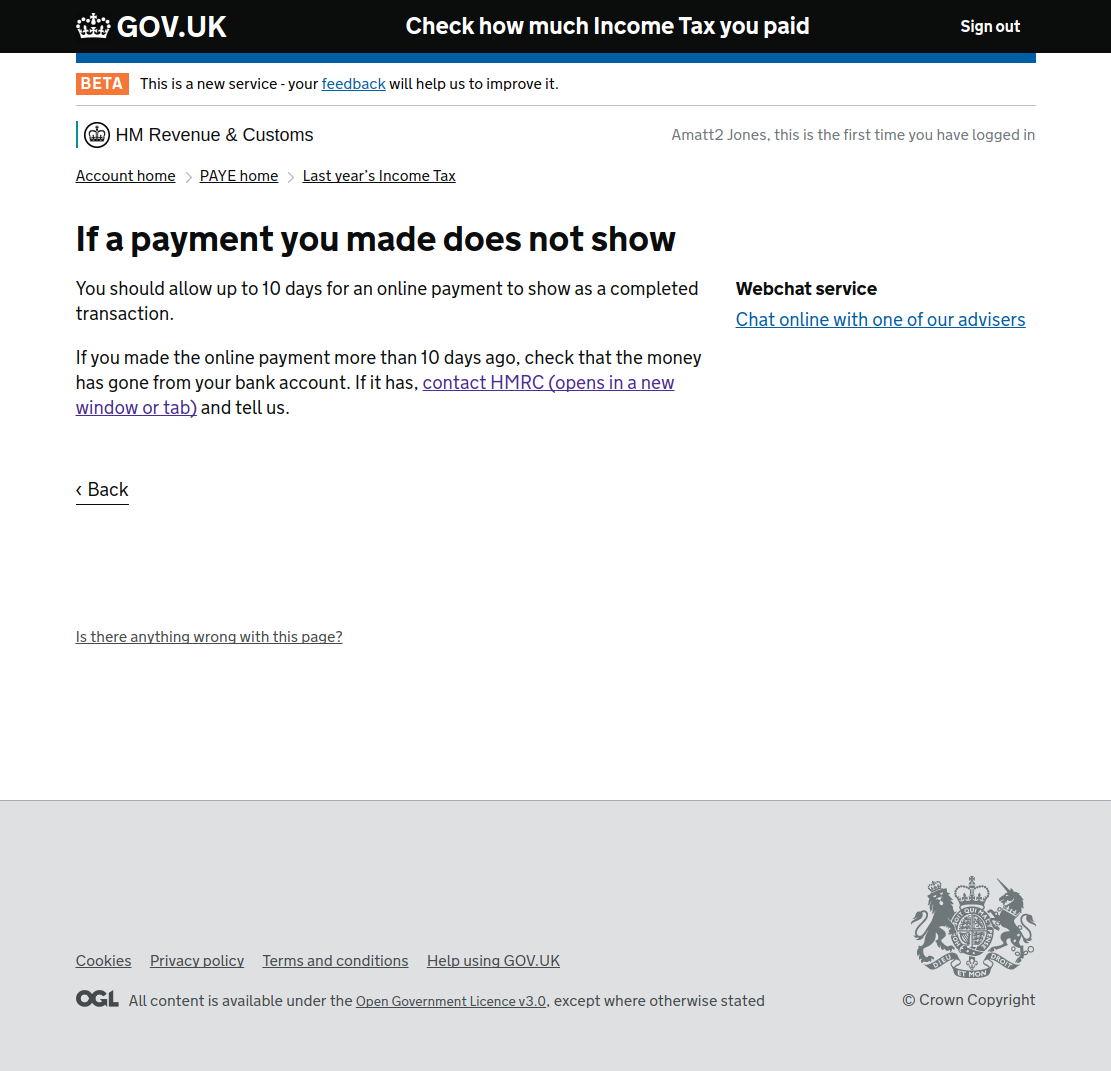 GOV.UK Check how much Income Tax you paid Sign out
BETA This is a new service - your feedback will help us to improve it.
HM Revenue & Customs Amatt2 Jones, this is the first time you have logged in
Account home PAYE home Last year's Income Tax
If a payment you made does not show
You should allow up to 10 days for an online payment to show as a completed
transaction.
If you made the online payment more than 10 days ago, check that the money
has gone from your bank account. If it has, contact HMRC (opens in a new
window or tab) and tell us.
Webchat service
Chat online with one of our advisers
‹ Back
Is there anything wrong with this page?
Cookies Privacy policy Terms and conditions Help using GOV.UK
OGL All content is available under the Open Government Licence v3.0, except where otherwise stated
DIEU ET MON DROIT
© Crown Copyright